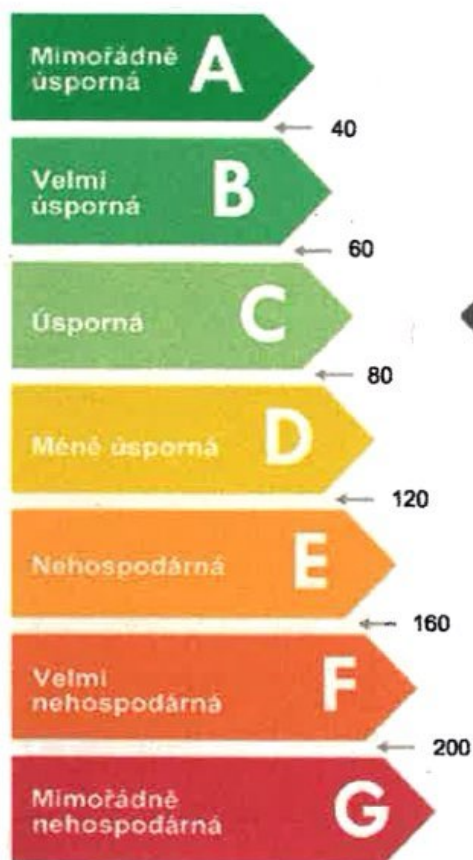 Mimořádně
úsporná
A
40
Velmi
úsporná
B
60
Úsporná
C
80
Méně úsporná
D
120
Nehospodárná
E
160
Velmi
nehospodárná
F
200
Mimořádně
nehospodárná
G